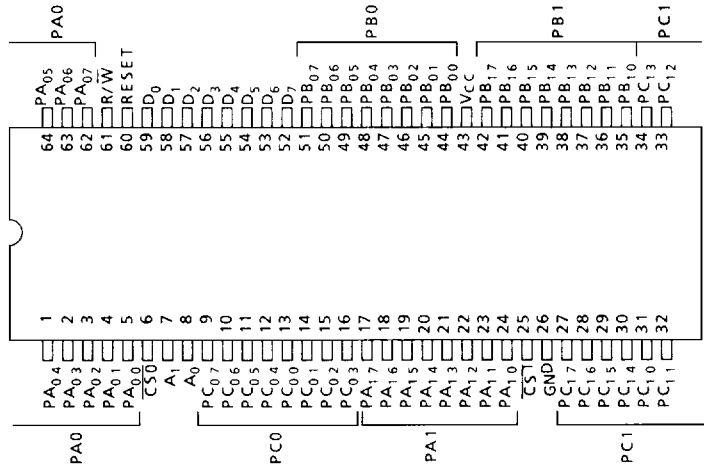 PA0 PB0 PB1 PC1
PA₀₅ PA₀₆ PA₀₇ R/W̅ RESET D₀ D₁ D₂ D₃ D₄ D₅ D₆ D₇ PB₀₇ PB₀₆ PB₀₅ PB₀₄ PB₀₃ PB₀₂ PB₀₁ PB₀₀ VCC PB₁₇ PB₁₆ PB₁₅ PB₁₄ PB₁₃ PB₁₂ PB₁₁ PB₁₀ PC₁₃ PC₁₂
64 63 62 61 60 59 58 57 56 55 54 53 52 51 50 49 48 47 46 45 44 43 42 41 40 39 38 37 36 35 34 33
1 2 3 4 5 6 7 8 9 10 11 12 13 14 15 16 17 18 19 20 21 22 23 24 25 26 27 28 29 30 31 32
PA₀₄ PA₀₃ PA₀₂ PA₀₁ PA₀₀ C̅S̅0̅ A₁ A₀ PC₀₇ PC₀₆ PC₀₅ PC₀₄ PC₀₀ PC₀₁ PC₀₂ PC₀₃ PA₁₇ PA₁₆ PA₁₅ PA₁₄ PA₁₃ PA₁₂ PA₁₁ PA₁₀ C̅S̅1̅ GND PC₁₇ PC₁₆ PC₁₅ PC₁₄ PC₁₀ PC₁₁
PA0 PC0 PA1 PC1